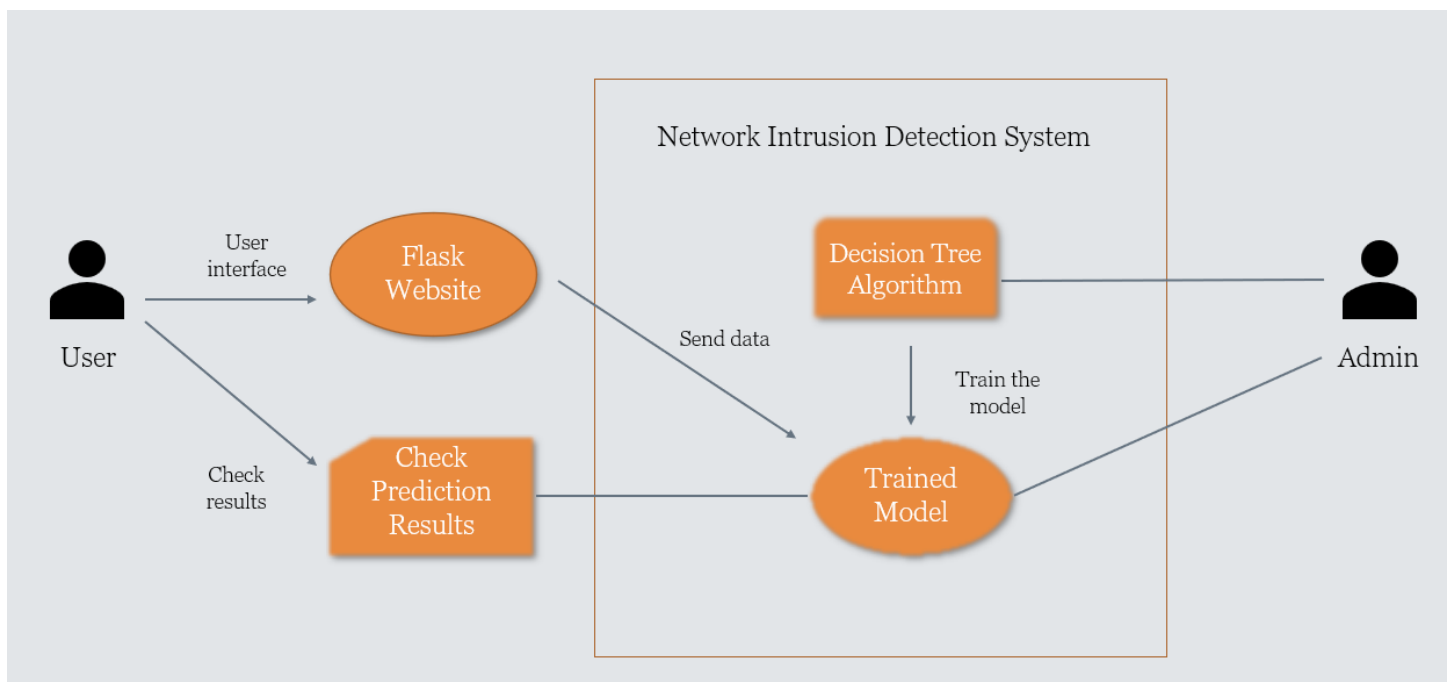 Network Intrusion Detection System
User
interface
Flask
Website
Decision Tree
Algorithm
User
Send data
Admin
Train the
model
Check
results
Check
Prediction
Results
Trained
Model